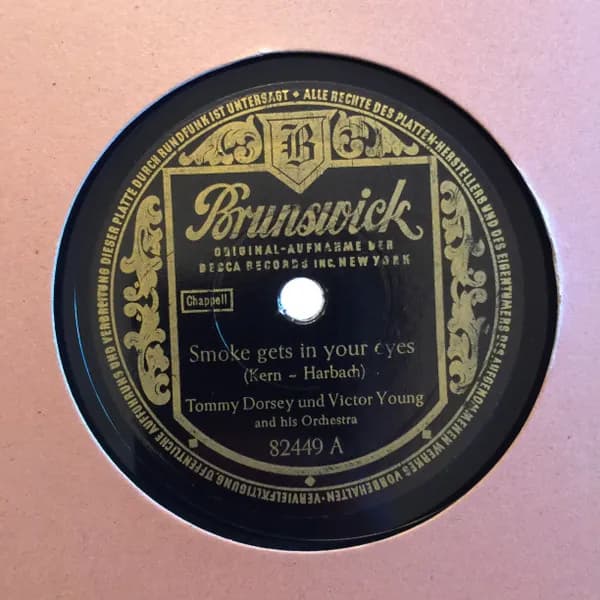 ALLE RECHTE DES PLATTEN-HERSTELLERS UND DES EIGENTÜMERS DES AUFGENOMMENEN WERKES VORBEHALTEN · VERVIELFÄLTIGUNG, ÖFFENTLICHE AUFFÜHRUNG UND VERBREITUNG DIESER PLATTE DURCH RUNDFUNK IST UNTERSAGT
B
Brunswick
ORIGINAL-AUFNAHME DER
DECCA RECORDS INC. NEW YORK
Chappell
Smoke gets in your eyes
(Kern - Harbach)
Tommy Dorsey und Victor Young
and his Orchestra
82449 A